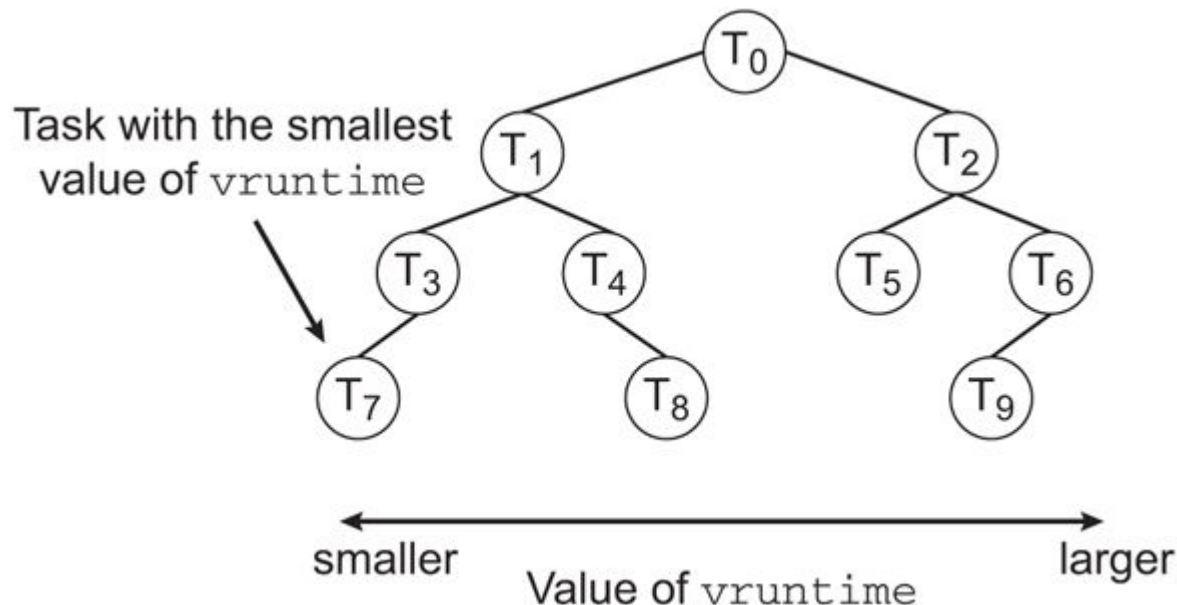 T0
Task with the smallest
value of vruntime
T1
T2
T3
T4
T5
T6
T7
T8
T9
smaller
larger
Value of vruntime